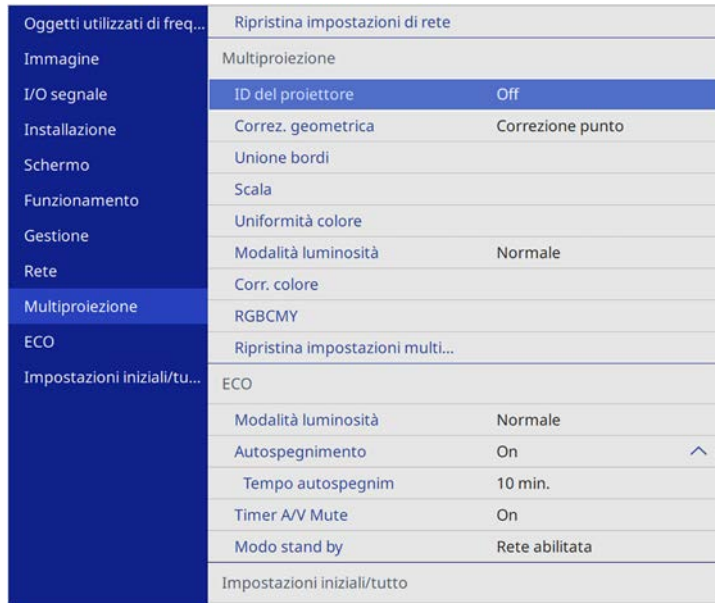 Oggetti utilizzati di freq...
Immagine
I/O segnale
Installazione
Schermo
Funzionamento
Gestione
Rete
Multiproiezione
ECO
Impostazioni iniziali/tu...
Ripristina impostazioni di rete
Multiproiezione
ID del proiettore Off
Correz. geometrica Correzione punto
Unione bordi
Scala
Uniformità colore
Modalità luminosità Normale
Corr. colore
RGBCMY
Ripristina impostazioni multi...
ECO
Modalità luminosità Normale
Autospegnimento On
Tempo autospegnim 10 min.
Timer A/V Mute On
Modo stand by Rete abilitata
Impostazioni iniziali/tutto